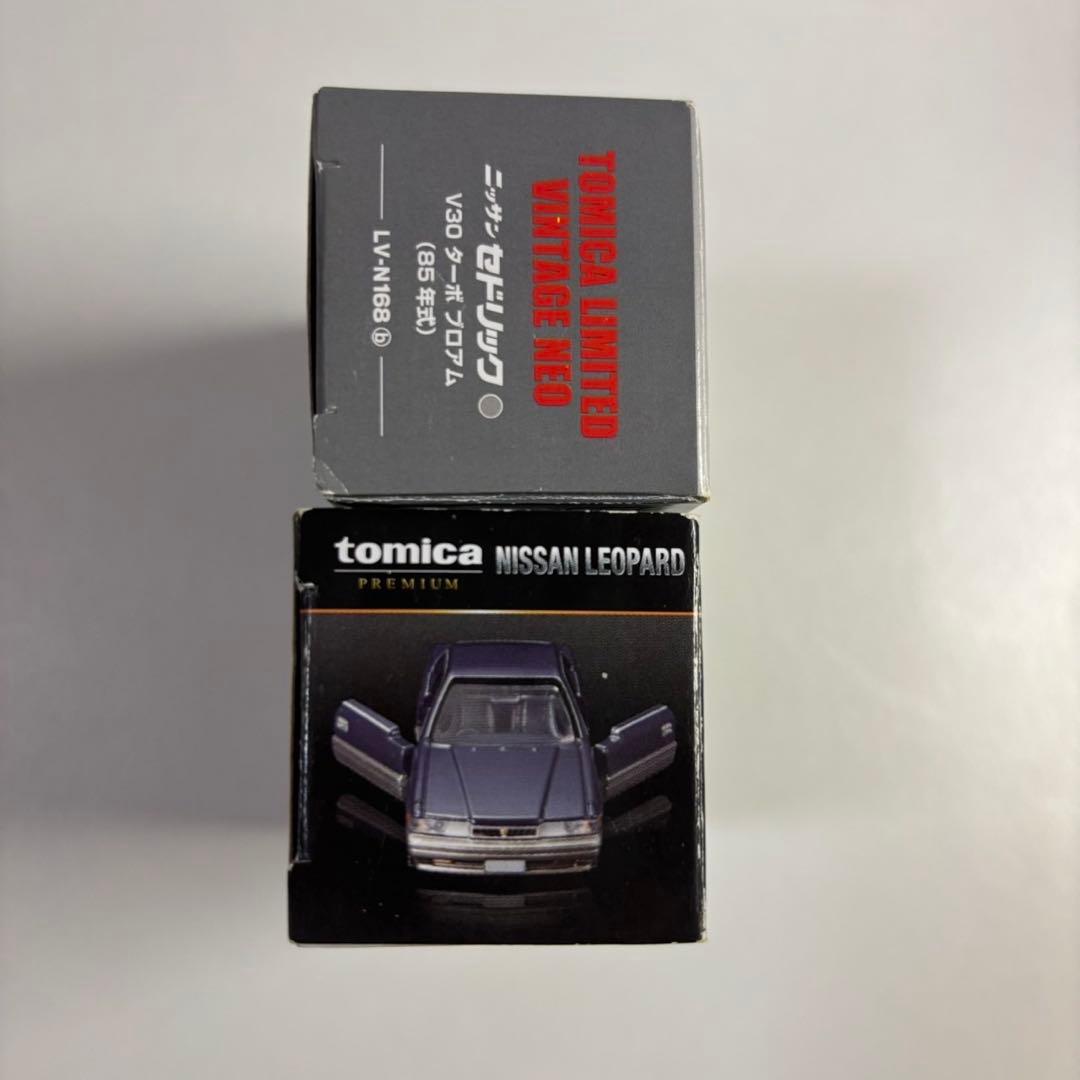 TOMICA LIMITED
VINTAGE NEO
ニッサン セドリック
V30 ターボ ブロアム
(85 年式)
LV-N168 ⓑ
tomica NISSAN LEOPARD
PREMIUM